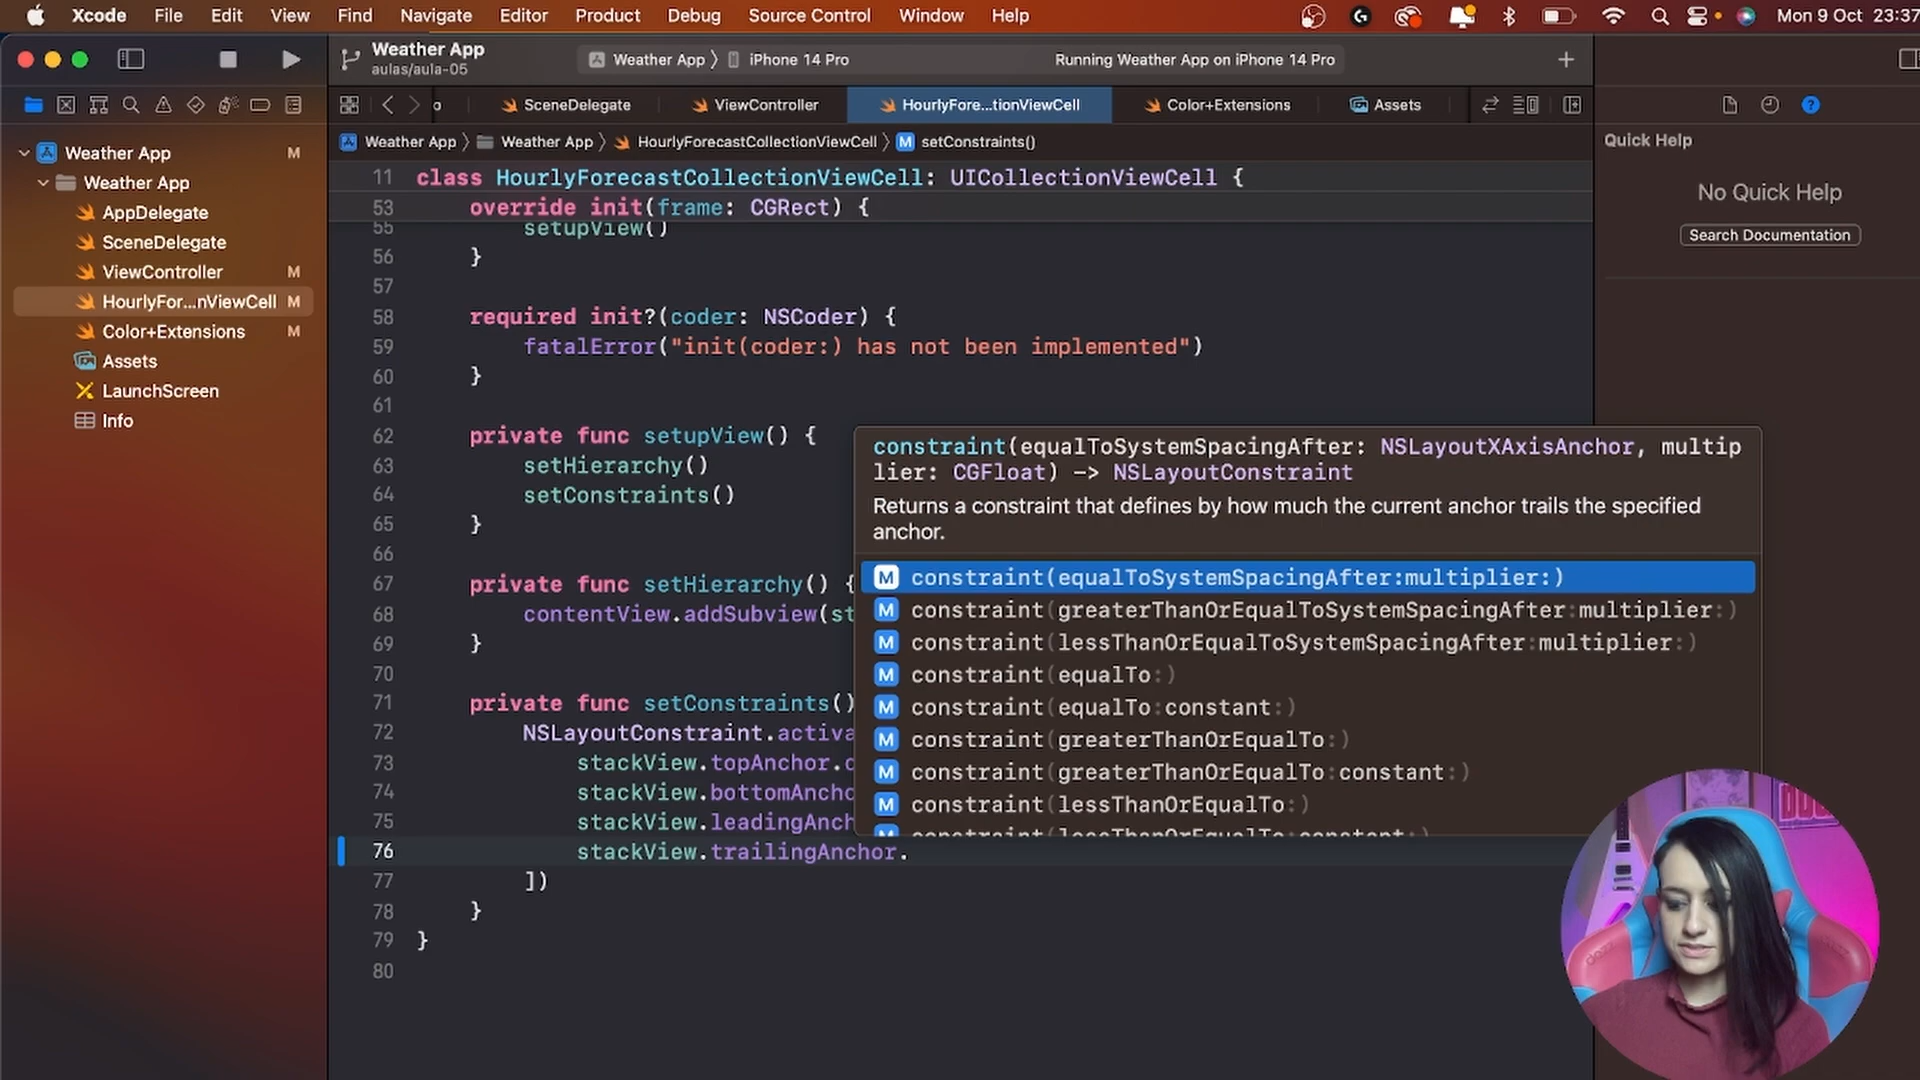 Xcode File Edit View Find Navigate Editor Product Debug Source Control Window Help Mon 9 Oct 23:37
Weather App
aulas/aula-05
Weather App 〉 iPhone 14 Pro
Running Weather App on iPhone 14 Pro
SceneDelegate ViewController HourlyFore...tionViewCell Color+Extensions Assets
Weather App 〉 Weather App 〉 HourlyForecastCollectionViewCell 〉 M setConstraints()
Weather App M
Weather App
AppDelegate
SceneDelegate
ViewController M
HourlyFor...nViewCell M
Color+Extensions M
Assets
LaunchScreen
Info
11 class HourlyForecastCollectionViewCell: UICollectionViewCell {
53 override init(frame: CGRect) {
55 setupView()
56 }
57
58 required init?(coder: NSCoder) {
59 fatalError("init(coder:) has not been implemented")
60 }
61
62 private func setupView() {
63 setHierarchy()
64 setConstraints()
65 }
66
67 private func setHierarchy() {
68 contentView.addSubview(st
69 }
70
71 private func setConstraints()
72 NSLayoutConstraint.activa
73 stackView.topAnchor.c
74 stackView.bottomAncho
75 stackView.leadingAnch
76 stackView.trailingAnchor.
77 ])
78 }
79 }
80
constraint(equalToSystemSpacingAfter: NSLayoutXAxisAnchor, multip
lier: CGFloat) -> NSLayoutConstraint
Returns a constraint that defines by how much the current anchor trails the specified
anchor.
M constraint(equalToSystemSpacingAfter:multiplier:)
M constraint(greaterThanOrEqualToSystemSpacingAfter:multiplier:)
M constraint(lessThanOrEqualToSystemSpacingAfter:multiplier:)
M constraint(equalTo:)
M constraint(equalTo:constant:)
M constraint(greaterThanOrEqualTo:)
M constraint(greaterThanOrEqualTo:constant:)
M constraint(lessThanOrEqualTo:)
M constraint(lessThanOrEqualTo:constant:)
Quick Help
No Quick Help
Search Documentation